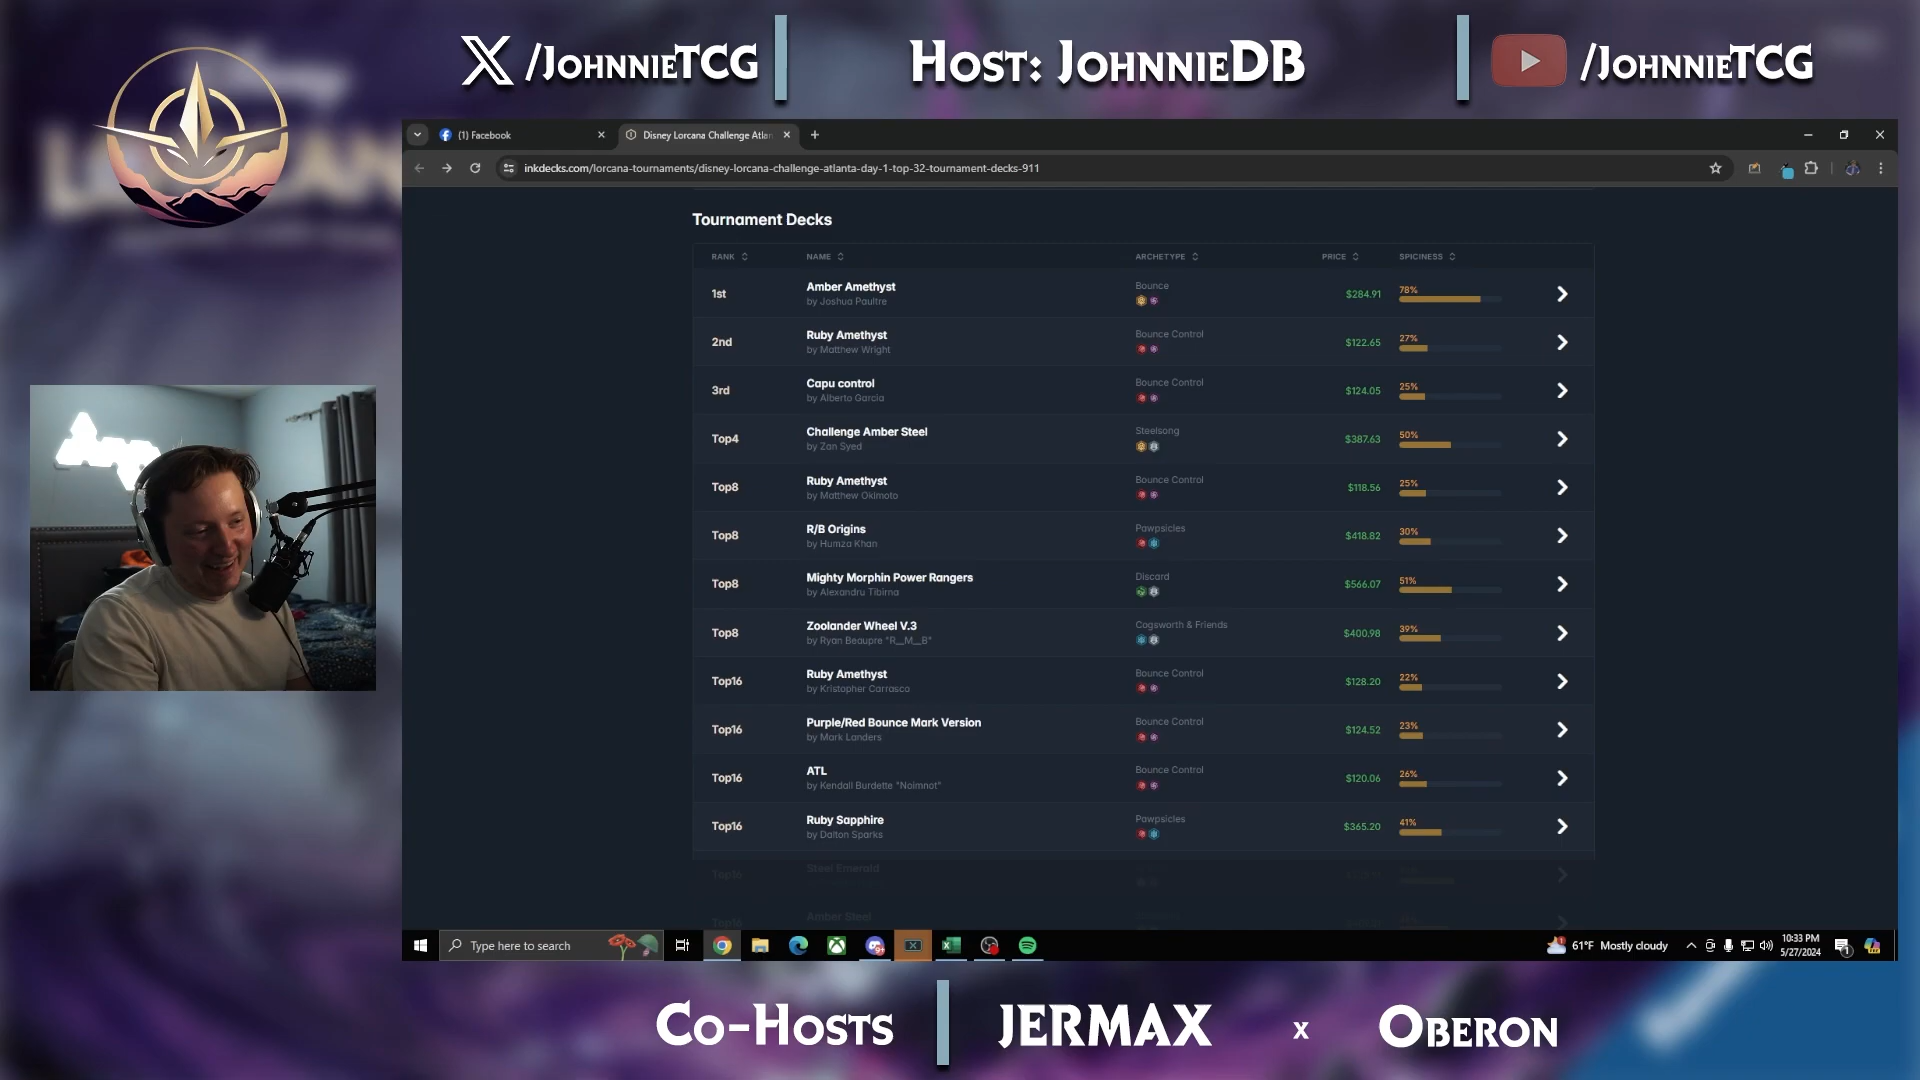 /JohnnieTCG
Host: JohnnieDB
/JohnnieTCG
(1) Facebook
Disney Lorcana Challenge Atlan
inkdecks.com/lorcana-tournaments/disney-lorcana-challenge-atlanta-day-1-top-32-tournament-decks-911
Tournament Decks
RANK NAME ARCHETYPE PRICE SPICINESS
1st Amber Amethyst Bounce $284.91 78%
by Joshua Paultre
2nd Ruby Amethyst Bounce Control $122.65 27%
by Matthew Wright
3rd Capu control Bounce Control $124.05 25%
by Alberto Garcia
Top4 Challenge Amber Steel Steelsong $387.63 50%
by Zan Syed
Top8 Ruby Amethyst Bounce Control $118.56 25%
by Matthew Okimoto
Top8 R/B Origins Pawpsicles $418.82 30%
by Humza Khan
Top8 Mighty Morphin Power Rangers Discard $566.07 51%
by Alexandru Tibirna
Top8 Zoolander Wheel V.3 Cogsworth & Friends $400.98 39%
by Ryan Beaupre "R__M__B"
Top16 Ruby Amethyst Bounce Control $128.20 22%
by Kristopher Carrasco
Top16 Purple/Red Bounce Mark Version Bounce Control $124.52 23%
by Mark Landers
Top16 ATL Bounce Control $120.06 26%
by Kendall Burdette "Noimnot"
Top16 Ruby Sapphire Pawpsicles $365.20 41%
by Dalton Sparks
Top16 Steel Emerald
Top16 Amber Steel
Type here to search
61°F Mostly cloudy
10:33 PM
5/27/2024
Co-Hosts
JERMAX x Oberon